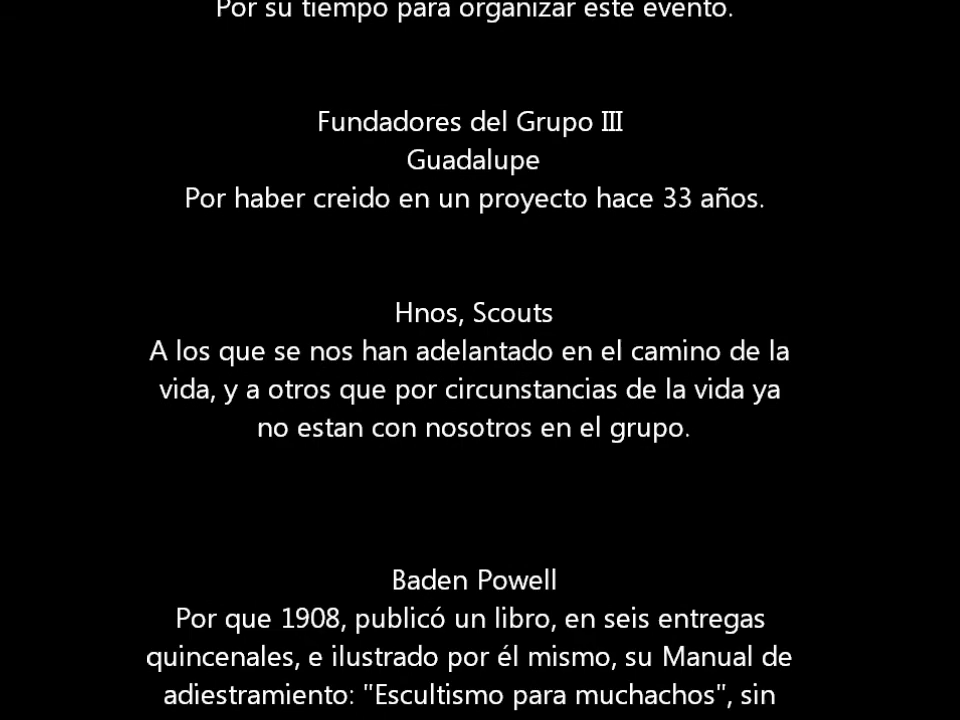 Por su tiempo para organizar este evento.
Fundadores del Grupo III
Guadalupe
Por haber creido en un proyecto hace 33 años.
Hnos, Scouts
A los que se nos han adelantado en el camino de la
vida, y a otros que por circunstancias de la vida ya
no estan con nosotros en el grupo.
Baden Powell
Por que 1908, publicó un libro, en seis entregas
quincenales, e ilustrado por él mismo, su Manual de
adiestramiento: "Escultismo para muchachos", sin